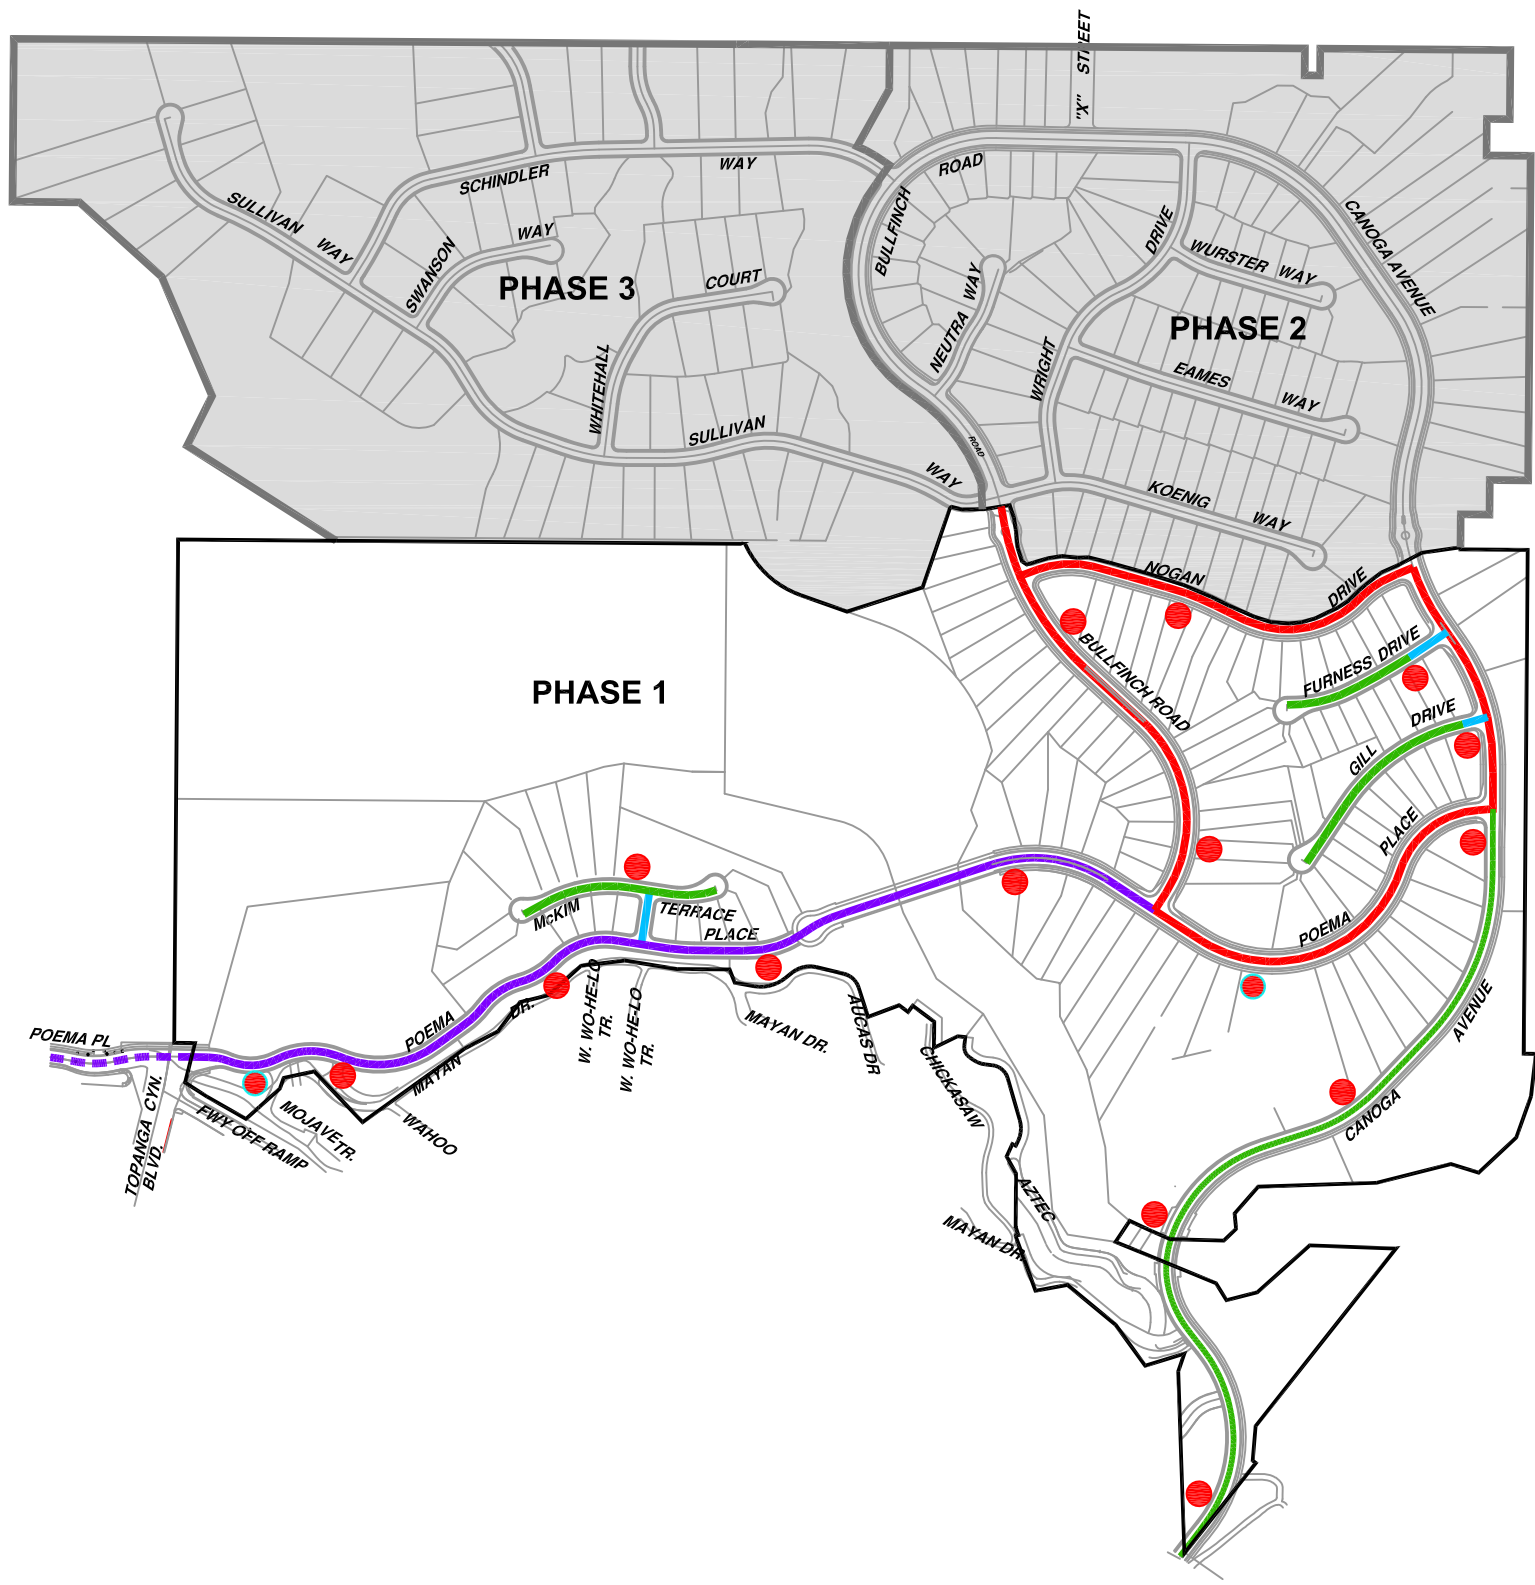 "X" STREET
SCHINDLER WAY
ROAD
BULLFINCH
SULLIVAN WAY
SWANSON WAY
CANOGA AVENUE
DRIVE
WURSTER WAY
PHASE 3
COURT
NEUTRA WAY
PHASE 2
WHITEHALL
WRIGHT
EAMES WAY
SULLIVAN WAY
ROAD
KOENIG WAY
NOGAN DRIVE
BULLFINCH ROAD
FURNESS DRIVE
PHASE 1
GILL DRIVE
PLACE
McKIM TERRACE
PLACE
POEMA
POEMA PL
POEMA
MAYAN DR.
W. WO-HE-LO
TR.
W. WO-HE-LO
TR.
MAYAN DR.
AUCAS DR
CHICKASAW
AVENUE
CANOGA
TOPANGA CYN.
BLVD.
FWY OFF RAMP
MOJAVE TR.
WAHOO
AZTEC
MAYAN DR.